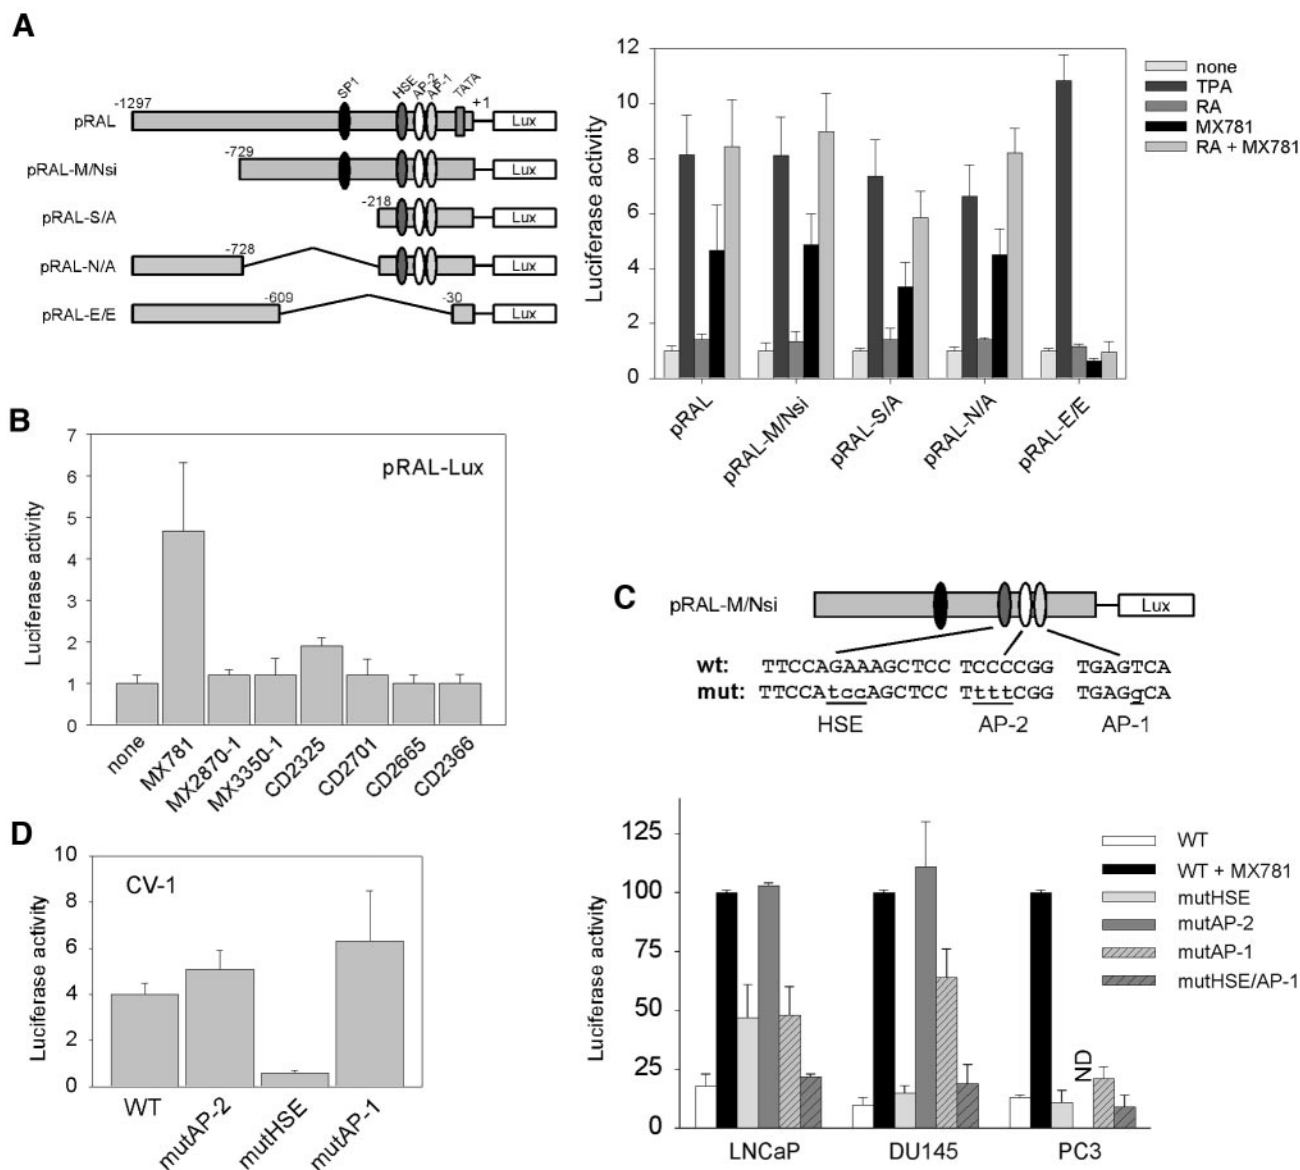 A
-1297
SP1
HSE
AP-2
AP-1
TATA
+1
pRAL
Lux
-729
pRAL-M/Nsi
Lux
-218
pRAL-S/A
Lux
-728
pRAL-N/A
Lux
-609
-30
pRAL-E/E
Lux
Luciferase activity
12
10
8
6
4
2
0
pRAL
pRAL-M/Nsi
pRAL-S/A
pRAL-N/A
pRAL-E/E
none
TPA
RA
MX781
RA + MX781
B
pRAL-Lux
Luciferase activity
7
6
5
4
3
2
1
0
none
MX781
MX2870-1
MX3350-1
CD2325
CD2701
CD2665
CD2366
C
pRAL-M/Nsi
Lux
wt: TTCCAGAAAGCTCC TCCCCGG TGAGTCA
mut: TTCCAtccAGCTCC TtttCGG TGAGgCA
HSE
AP-2
AP-1
Luciferase activity
125
100
75
50
25
0
ND
LNCaP
DU145
PC3
WT
WT + MX781
mutHSE
mutAP-2
mutAP-1
mutHSE/AP-1
D
CV-1
Luciferase activity
10
8
6
4
2
0
WT
mutAP-2
mutHSE
mutAP-1